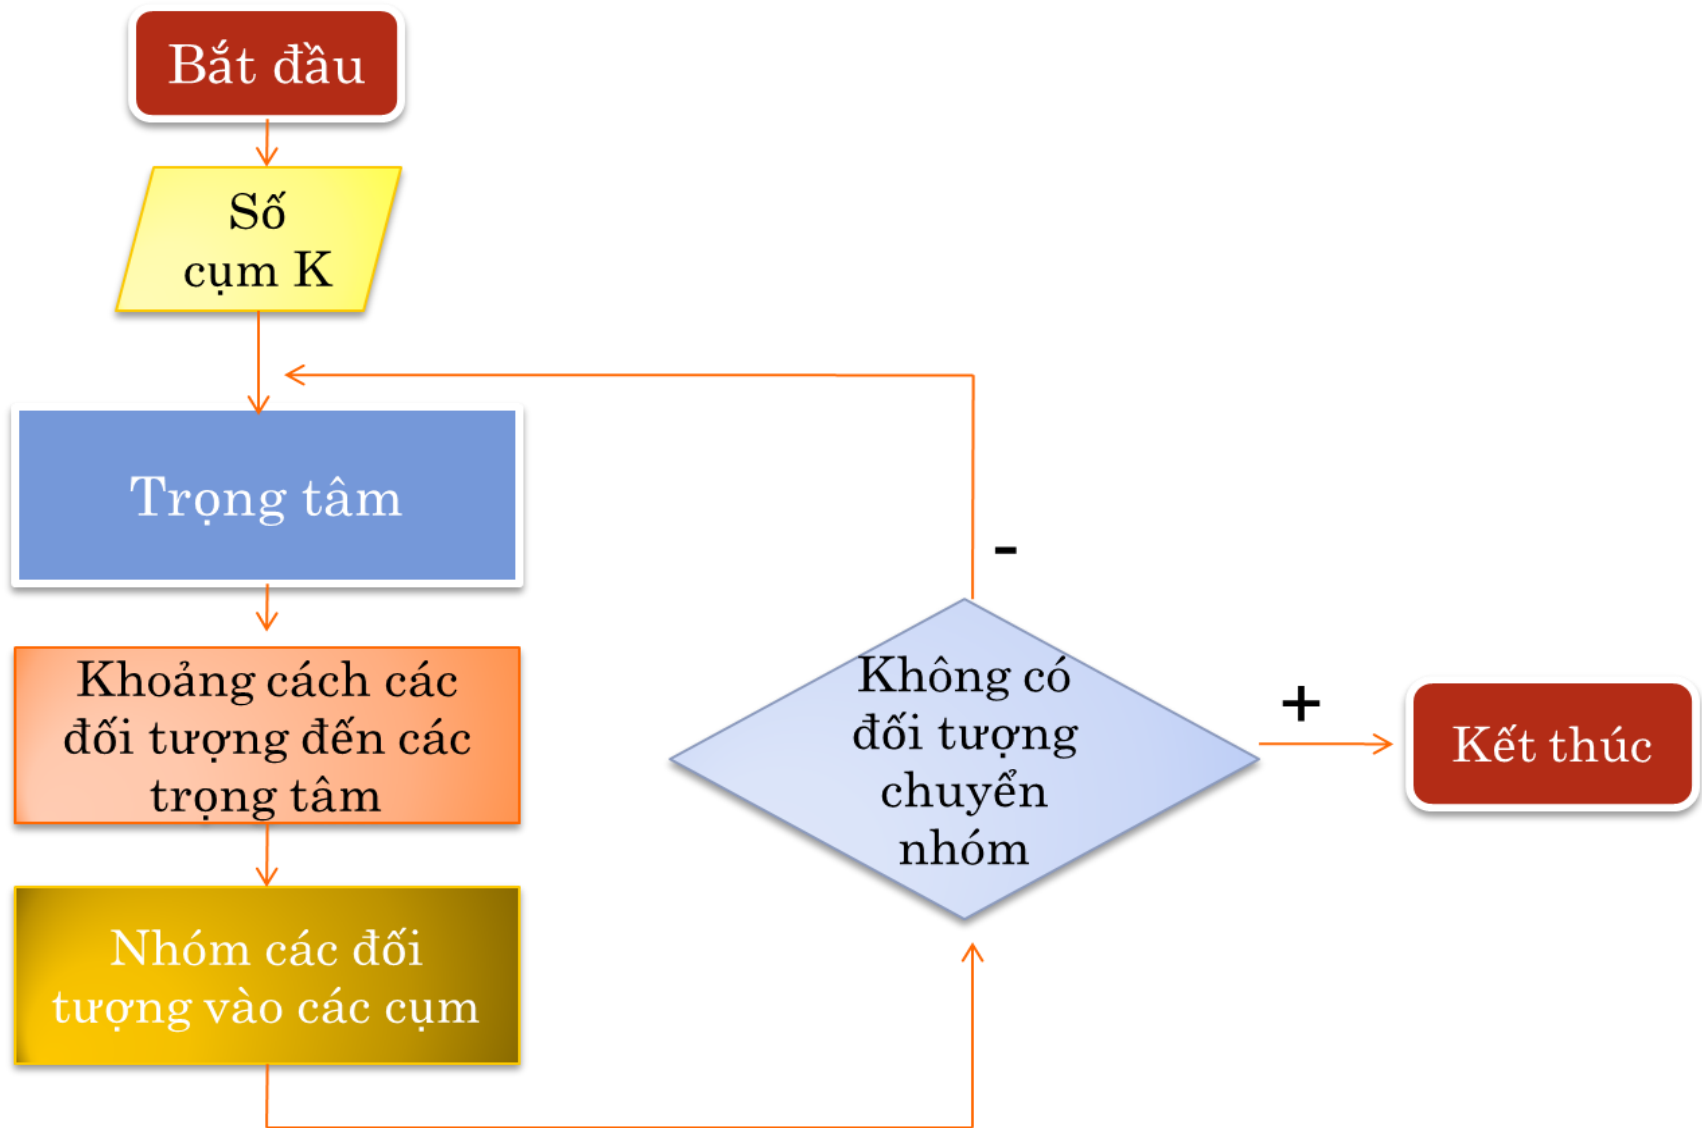 Bắt đầu
Số
cụm K
Trọng tâm
-
Khoảng cách các
đối tượng đến các
trọng tâm
Không có
đối tượng
chuyển
nhóm
+
Kết thúc
Nhóm các đối
tượng vào các cụm